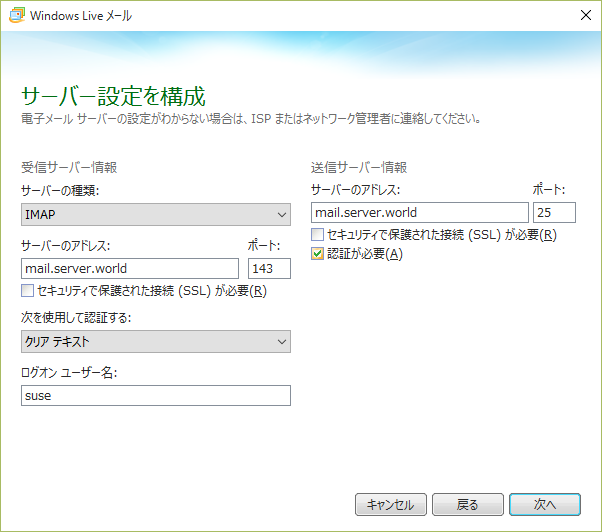 Windows Live メール
サーバー設定を構成
電子メール サーバーの設定がわからない場合は、ISP またはネットワーク管理者に連絡してください。
受信サーバー情報
サーバーの種類:
IMAP
サーバーのアドレス:
ポート:
mail.server.world
143
セキュリティで保護された接続 (SSL) が必要(R)
次を使用して認証する:
クリア テキスト
ログオン ユーザー名:
suse
送信サーバー情報
サーバーのアドレス:
ポート:
mail.server.world
25
セキュリティで保護された接続 (SSL) が必要(R)
認証が必要(A)
キャンセル
戻る
次へ